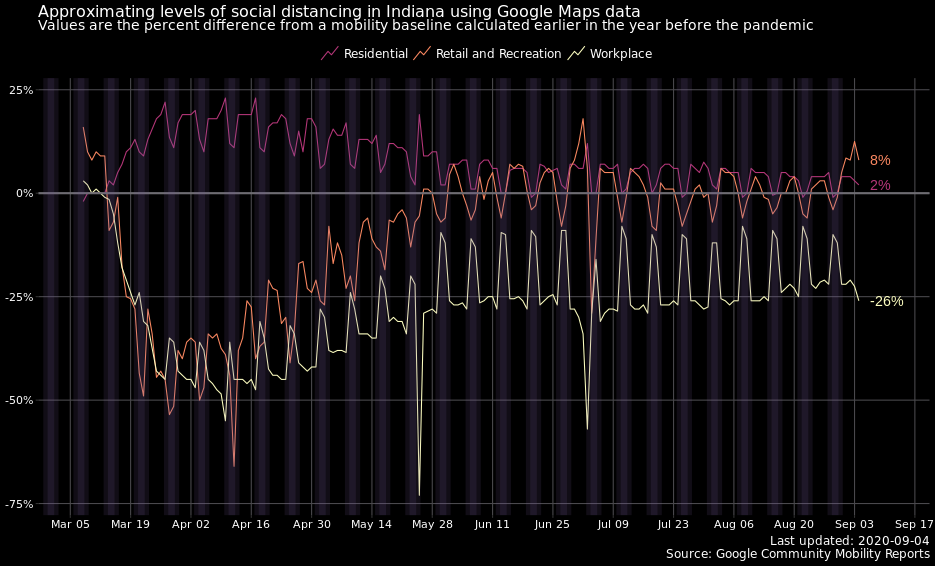 Approximating levels of social distancing in Indiana using Google Maps data
Values are the percent difference from a mobility baseline calculated earlier in the year before the pandemic
Residential Retail and Recreation Workplace
25%
0%
-25%
-50%
-75%
8%
2%
-26%
Mar 05 Mar 19 Apr 02 Apr 16 Apr 30 May 14 May 28 Jun 11 Jun 25 Jul 09 Jul 23 Aug 06 Aug 20 Sep 03 Sep 17
Last updated: 2020-09-04
Source: Google Community Mobility Reports